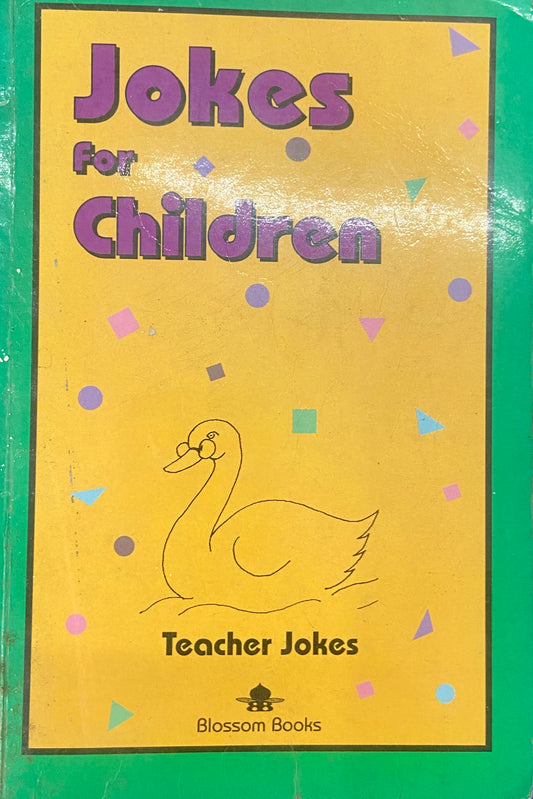 Jokes
for
Children
Teacher Jokes
Blossom Books